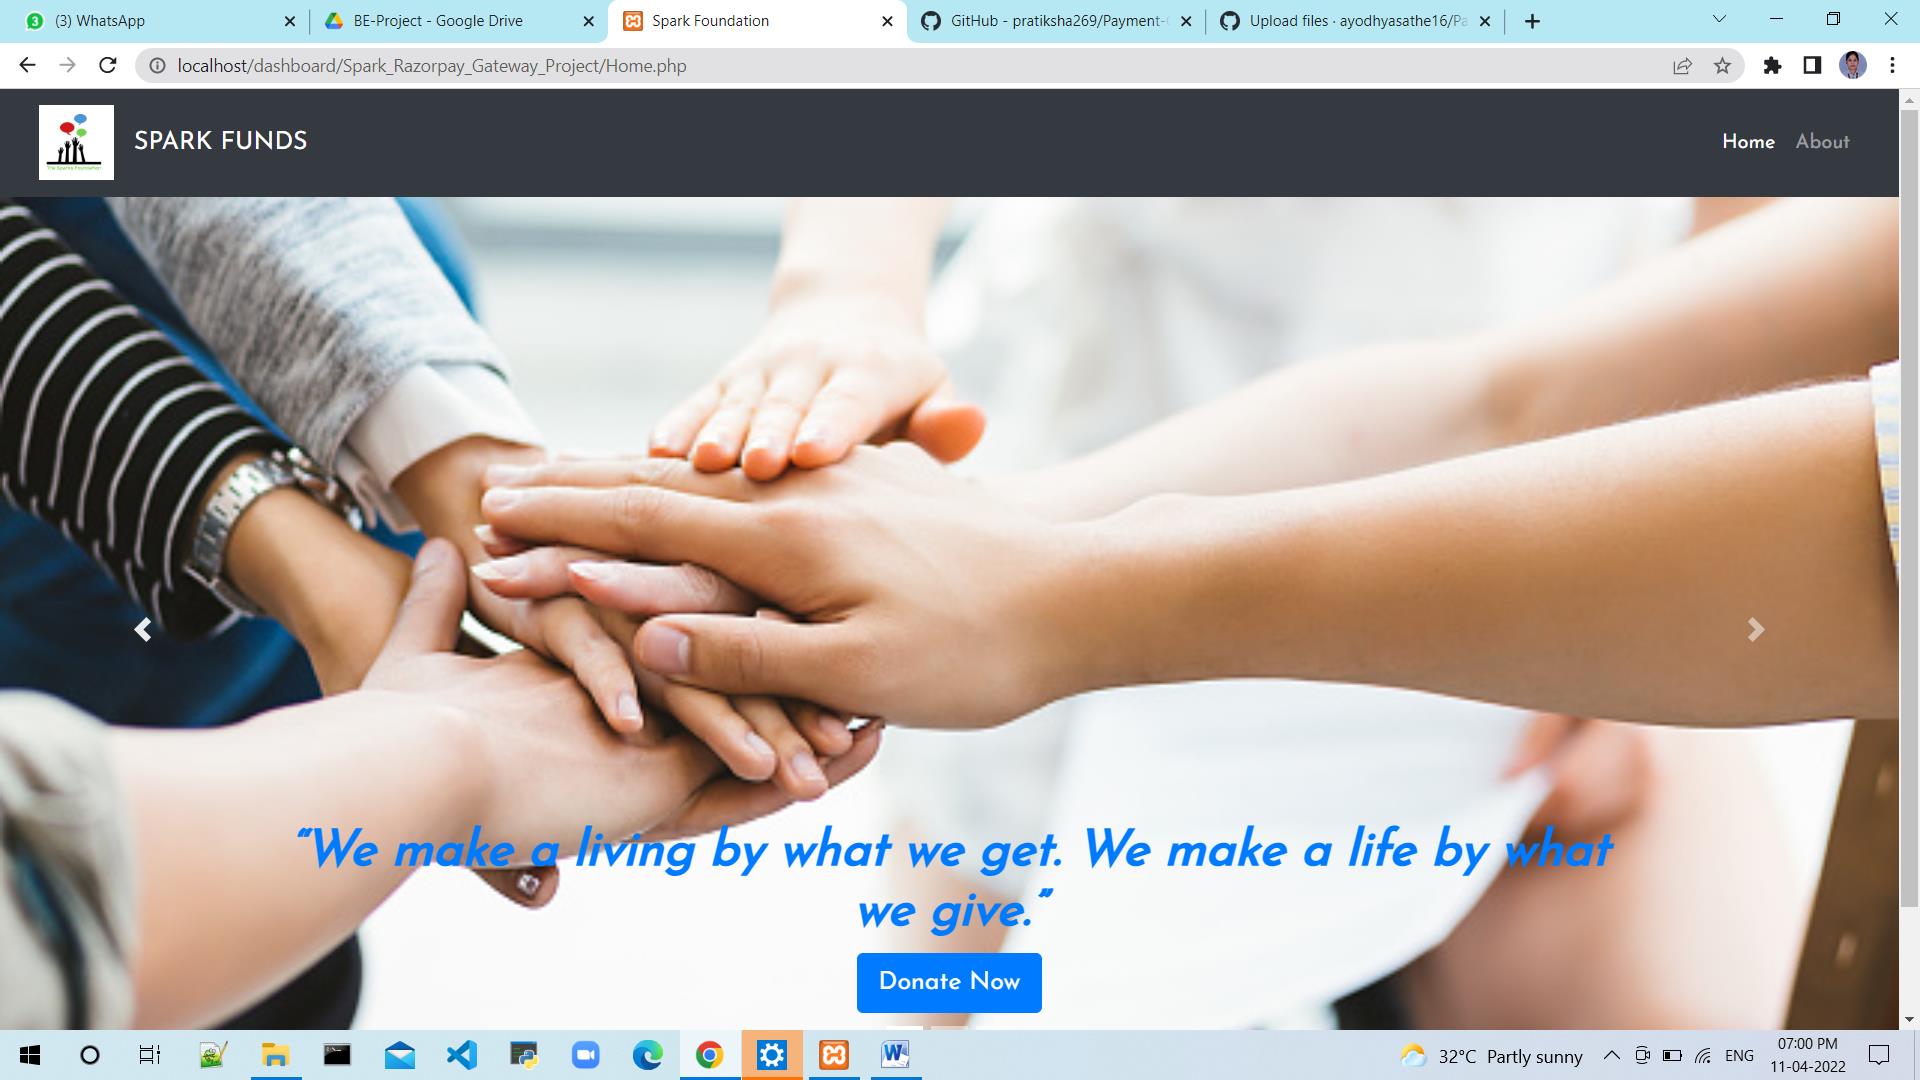 (3) WhatsApp
BE-Project - Google Drive
Spark Foundation
GitHub - pratiksha269/Payment-
Upload files · ayodhyasathe16/Pa
localhost/dashboard/Spark_Razorpay_Gateway_Project/Home.php
SPARK FUNDS
Home
About
The Sparks Foundation
“We make a living by what we get. We make a life by what
we give.”
Donate Now
32°C Partly sunny
ENG
07:00 PM
11-04-2022